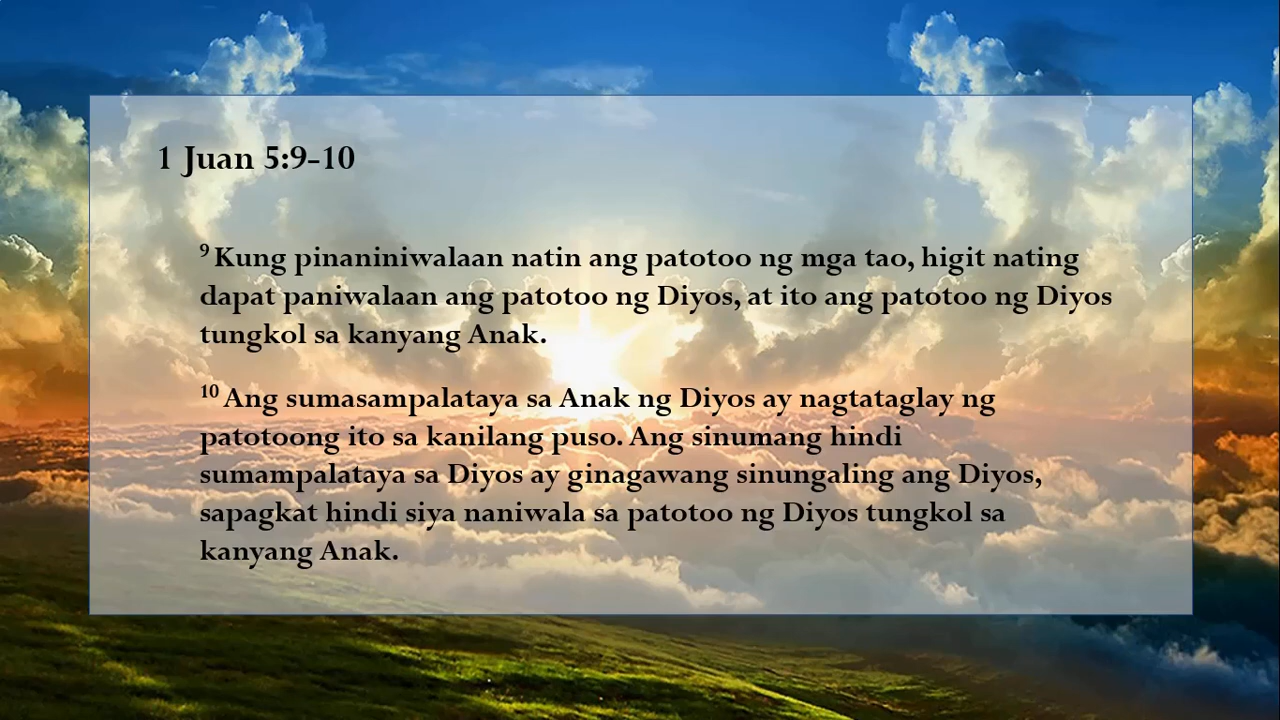 1 Juan 5:9-10
9 Kung pinaniniwalaan natin ang patotoo ng mga tao, higit nating
dapat paniwalaan ang patotoo ng Diyos, at ito ang patotoo ng Diyos
tungkol sa kanyang Anak.
10 Ang sumasampalataya sa Anak ng Diyos ay nagtataglay ng
patotoong ito sa kanilang puso. Ang sinumang hindi
sumampalataya sa Diyos ay ginagawang sinungaling ang Diyos,
sapagkat hindi siya naniwala sa patotoo ng Diyos tungkol sa
kanyang Anak.